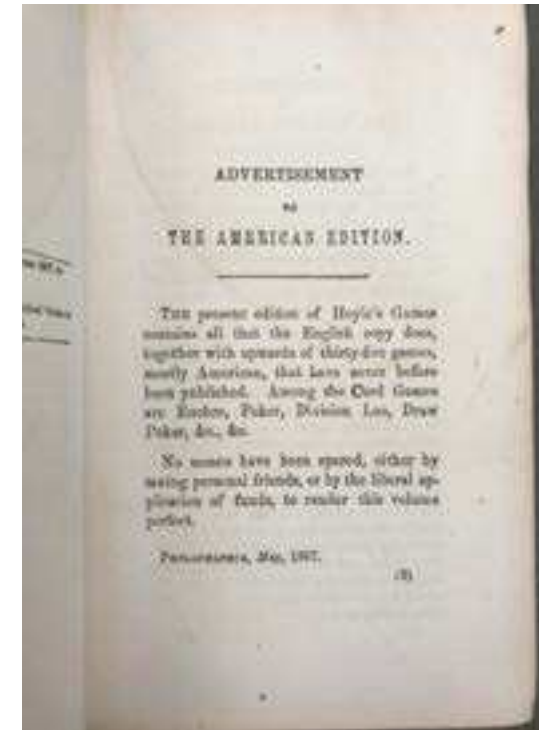 ADVERTISEMENT
TO
THE AMERICAN EDITION.
THE present edition of Hoyle's Games
contains all that the English copy does,
together with upwards of thirty-five games,
mostly American, that have never before
been published. Among the Card Games
are Euchre, Poker, Division Loo, Draw
Poker, &c., &c.
No means have been spared, either by
taxing personal friends, or by the liberal ap-
plication of funds, to render this volume
perfect.
PHILADELPHIA, May,